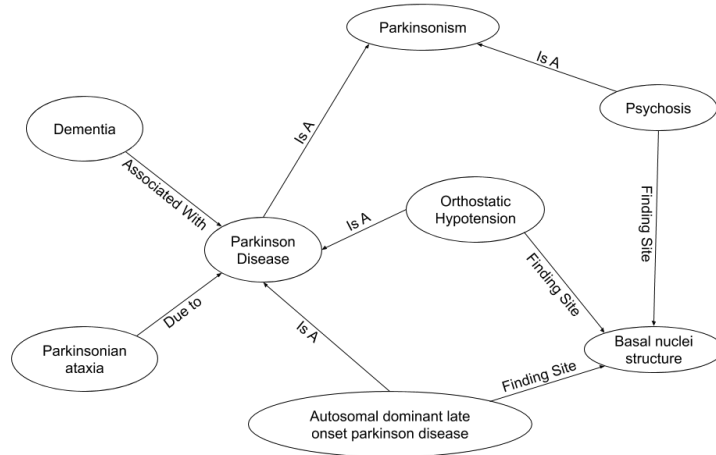 Parkinsonism
Is A
Psychosis
Dementia
Is A
Associated With
Orthostatic
Hypotension
Finding Site
Is A
Parkinson
Disease
Finding Site
Due to
Is A
Parkinsonian
ataxia
Basal nuclei
structure
Finding Site
Autosomal dominant late
onset parkinson disease